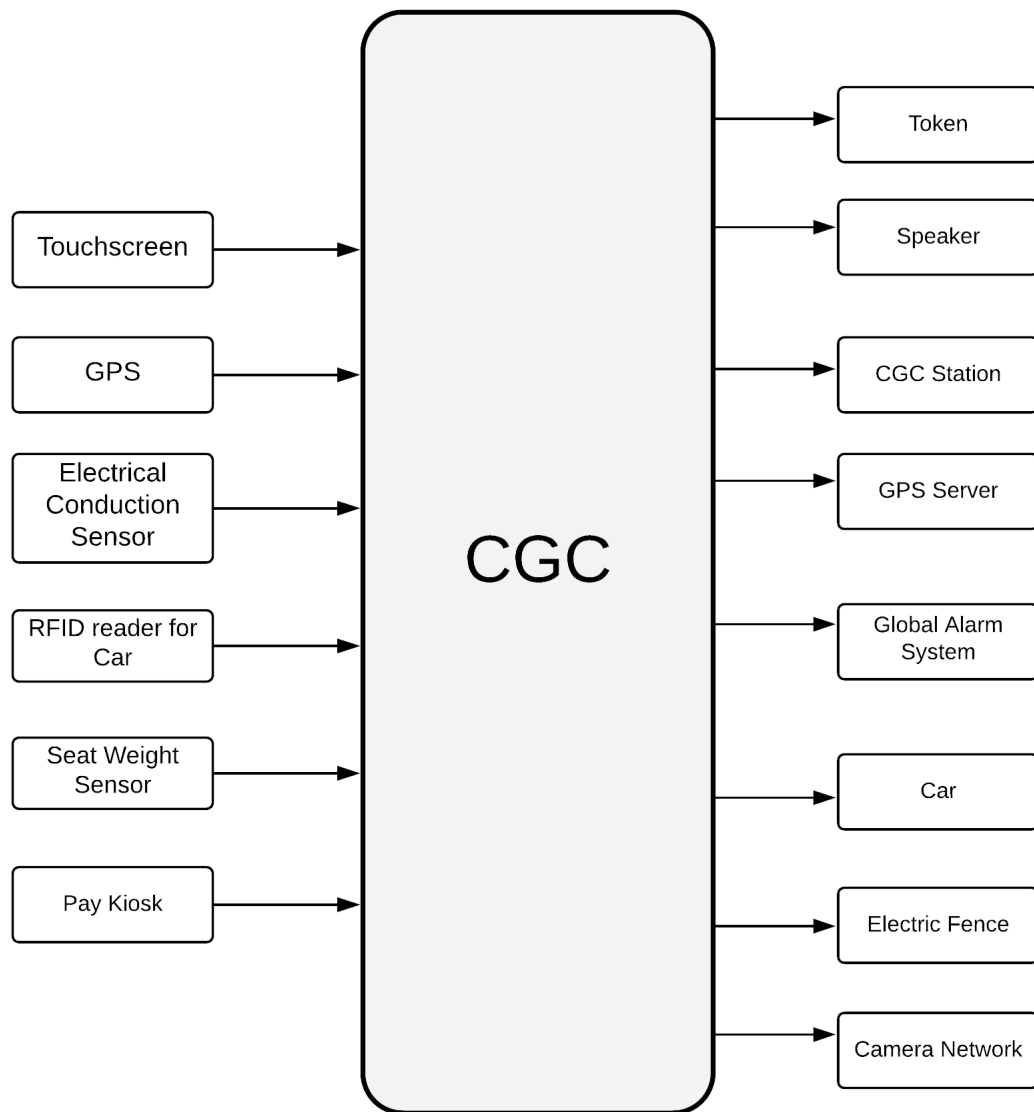 Touchscreen
GPS
Electrical
Conduction
Sensor
RFID reader for
Car
Seat Weight
Sensor
Pay Kiosk
CGC
Token
Speaker
CGC Station
GPS Server
Global Alarm
System
Car
Electric Fence
Camera Network